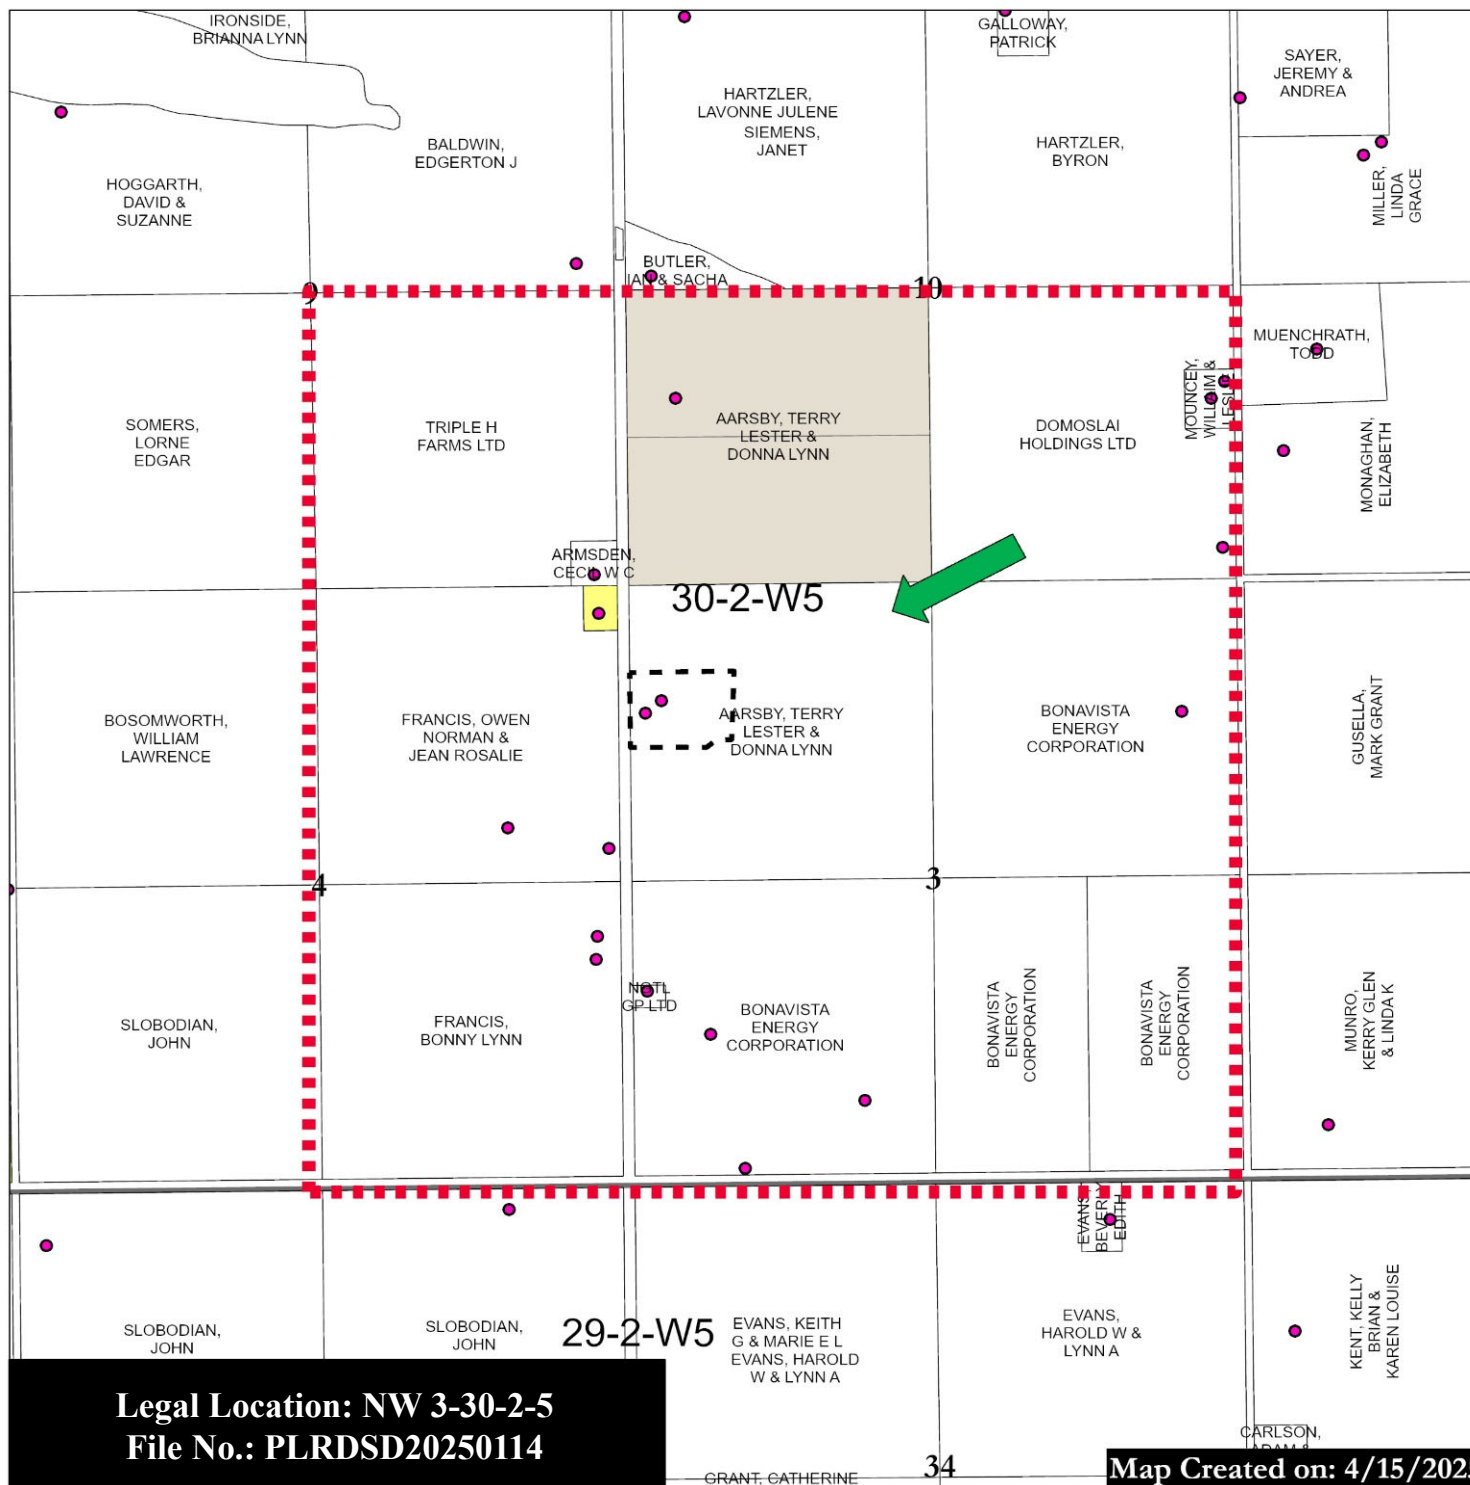 IRONSIDE,
BRIANNA LYNN
GALLOWAY,
PATRICK
SAYER,
JEREMY &
ANDREA
HARTZLER,
LAVONNE JULENE
SIEMENS,
JANET
BALDWIN,
EDGERTON J
HARTZLER,
BYRON
HOGGARTH,
DAVID &
SUZANNE
MILLER,
LINDA
GRACE
BUTLER,
IAN & SACHA
9
10
MUENCHRATH,
TODD
MOUNCEY,
WILLIAM &
LESLIE
SOMERS,
LORNE
EDGAR
TRIPLE H
FARMS LTD
AARSBY, TERRY
LESTER &
DONNA LYNN
DOMOSLAI
HOLDINGS LTD
MONAGHAN,
ELIZABETH
ARMSDEN,
CECIL W C
30-2-W5
BOSOMWORTH,
WILLIAM
LAWRENCE
FRANCIS, OWEN
NORMAN &
JEAN ROSALIE
AARSBY, TERRY
LESTER &
DONNA LYNN
BONAVISTA
ENERGY
CORPORATION
GUSELLA,
MARK GRANT
4
3
SLOBODIAN,
JOHN
FRANCIS,
BONNY LYNN
NGTL
GP LTD
BONAVISTA
ENERGY
CORPORATION
BONAVISTA
ENERGY
CORPORATION
BONAVISTA
ENERGY
CORPORATION
MUNRO,
KERRY GLEN
& LINDA K
EVANS,
BEVERLY
EDITH
SLOBODIAN,
JOHN
SLOBODIAN,
JOHN
29-2-W5
EVANS, KEITH
G & MARIE E L
EVANS, HAROLD
W & LYNN A
EVANS,
HAROLD W &
LYNN A
KENT, KELLY
BRIAN &
KAREN LOUISE
Legal Location: NW 3-30-2-5
File No.: PLRDSD20250114
CARLSON,
34
GRANT, CATHERINE
Map Created on: 4/15/202